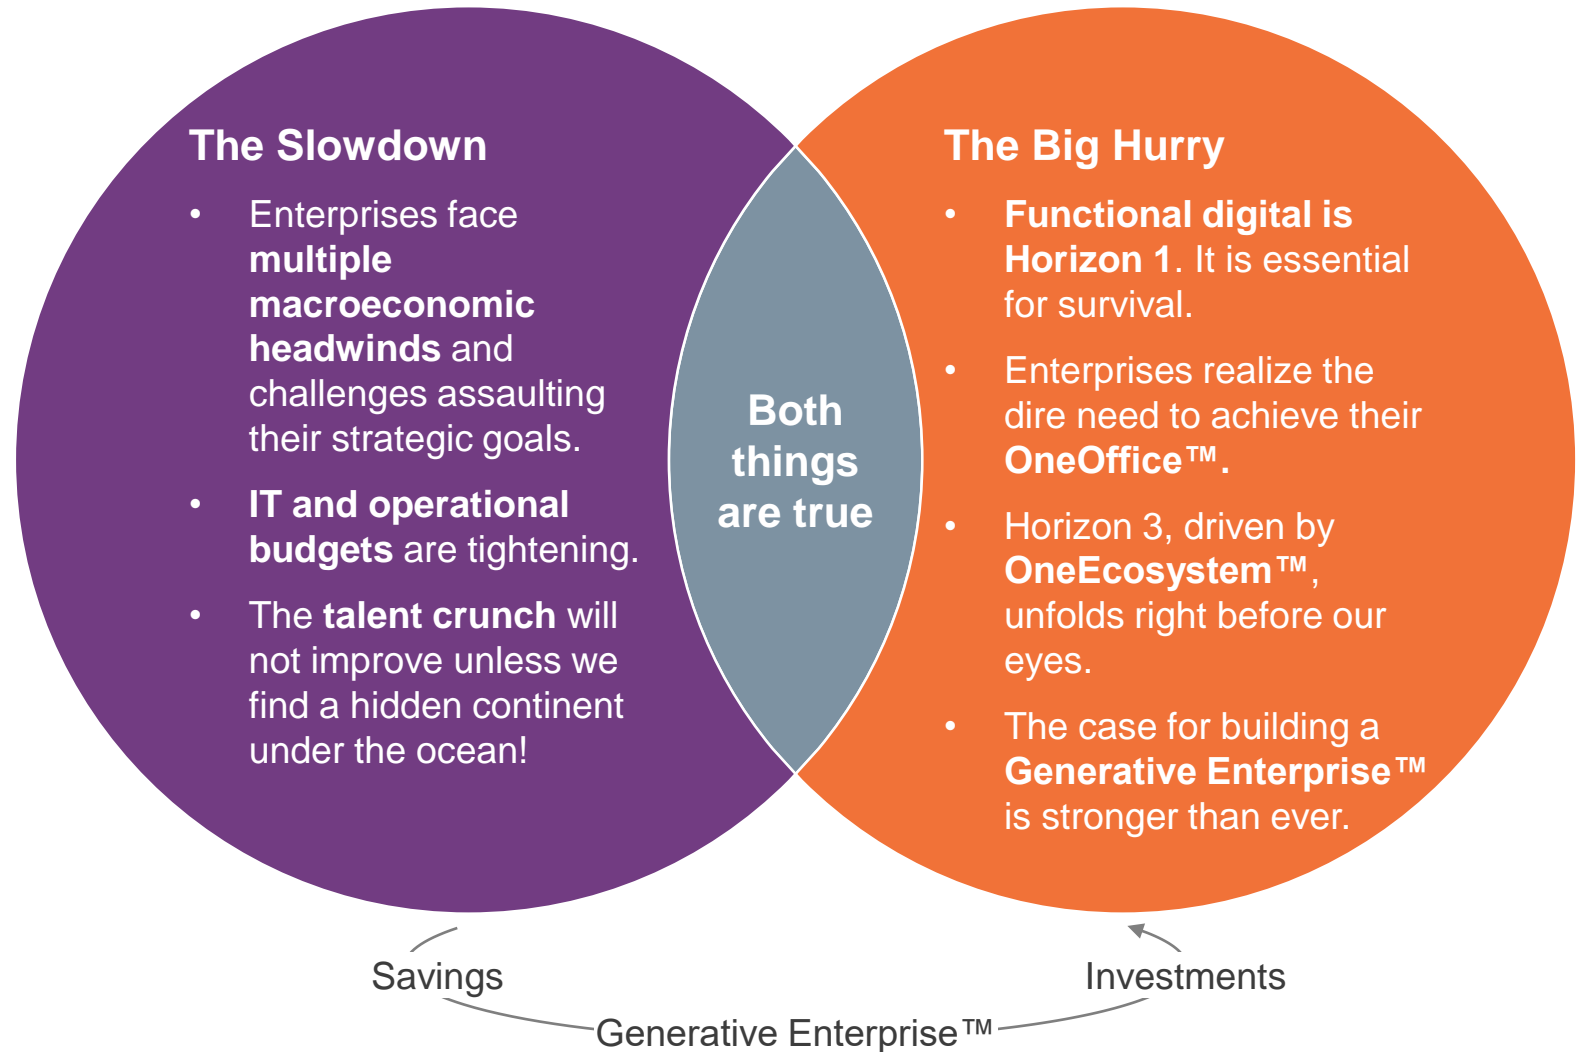 The Slowdown
• Enterprises face
multiple
macroeconomic
headwinds and
challenges assaulting
their strategic goals.
• IT and operational
budgets are tightening.
• The talent crunch will
not improve unless we
find a hidden continent
under the ocean!
Both
things
are true
The Big Hurry
• Functional digital is
Horizon 1. It is essential
for survival.
• Enterprises realize the
dire need to achieve their
OneOffice™.
• Horizon 3, driven by
OneEcosystem™,
unfolds right before our
eyes.
• The case for building a
Generative Enterprise™
is stronger than ever.
Savings
Investments
Generative Enterprise™